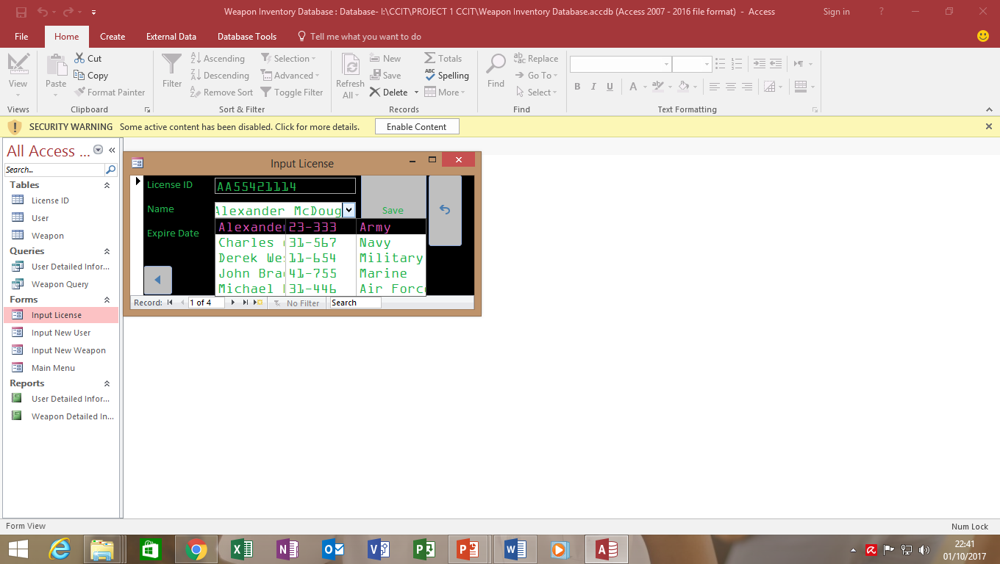 Weapon Inventory Database : Database- I:\CCIT\PROJECT 1 CCIT\Weapon Inventory Database.accdb (Access 2007 - 2016 file format) - Access
Sign in
?
File
Home
Create
External Data
Database Tools
Tell me what you want to do
View
Views
Paste
Cut
Copy
Format Painter
Clipboard
Filter
Ascending
Descending
Remove Sort
Selection
Advanced
Toggle Filter
Sort & Filter
Refresh
All
New
Save
Delete
Totals
Spelling
More
Records
Find
Replace
Go To
Select
Find
B I U
A
Text Formatting
SECURITY WARNING Some active content has been disabled. Click for more details.
Enable Content
All Access ...
Search...
Tables
License ID
User
Weapon
Queries
User Detailed Infor...
Weapon Query
Forms
Input License
Input New User
Input New Weapon
Main Menu
Reports
User Detailed Infor...
Weapon Detailed In...
Input License
License ID
AA55421114
Name
Alexander McDoug
Expire Date
Save
Alexander 23-333 Army
Charles 31-567 Navy
Derek Wes 11-654 Military
John Brad 41-755 Marine
Michael 31-446 Air Force
Record:
1 of 4
No Filter
Search
Form View
Num Lock
22:41
01/10/2017